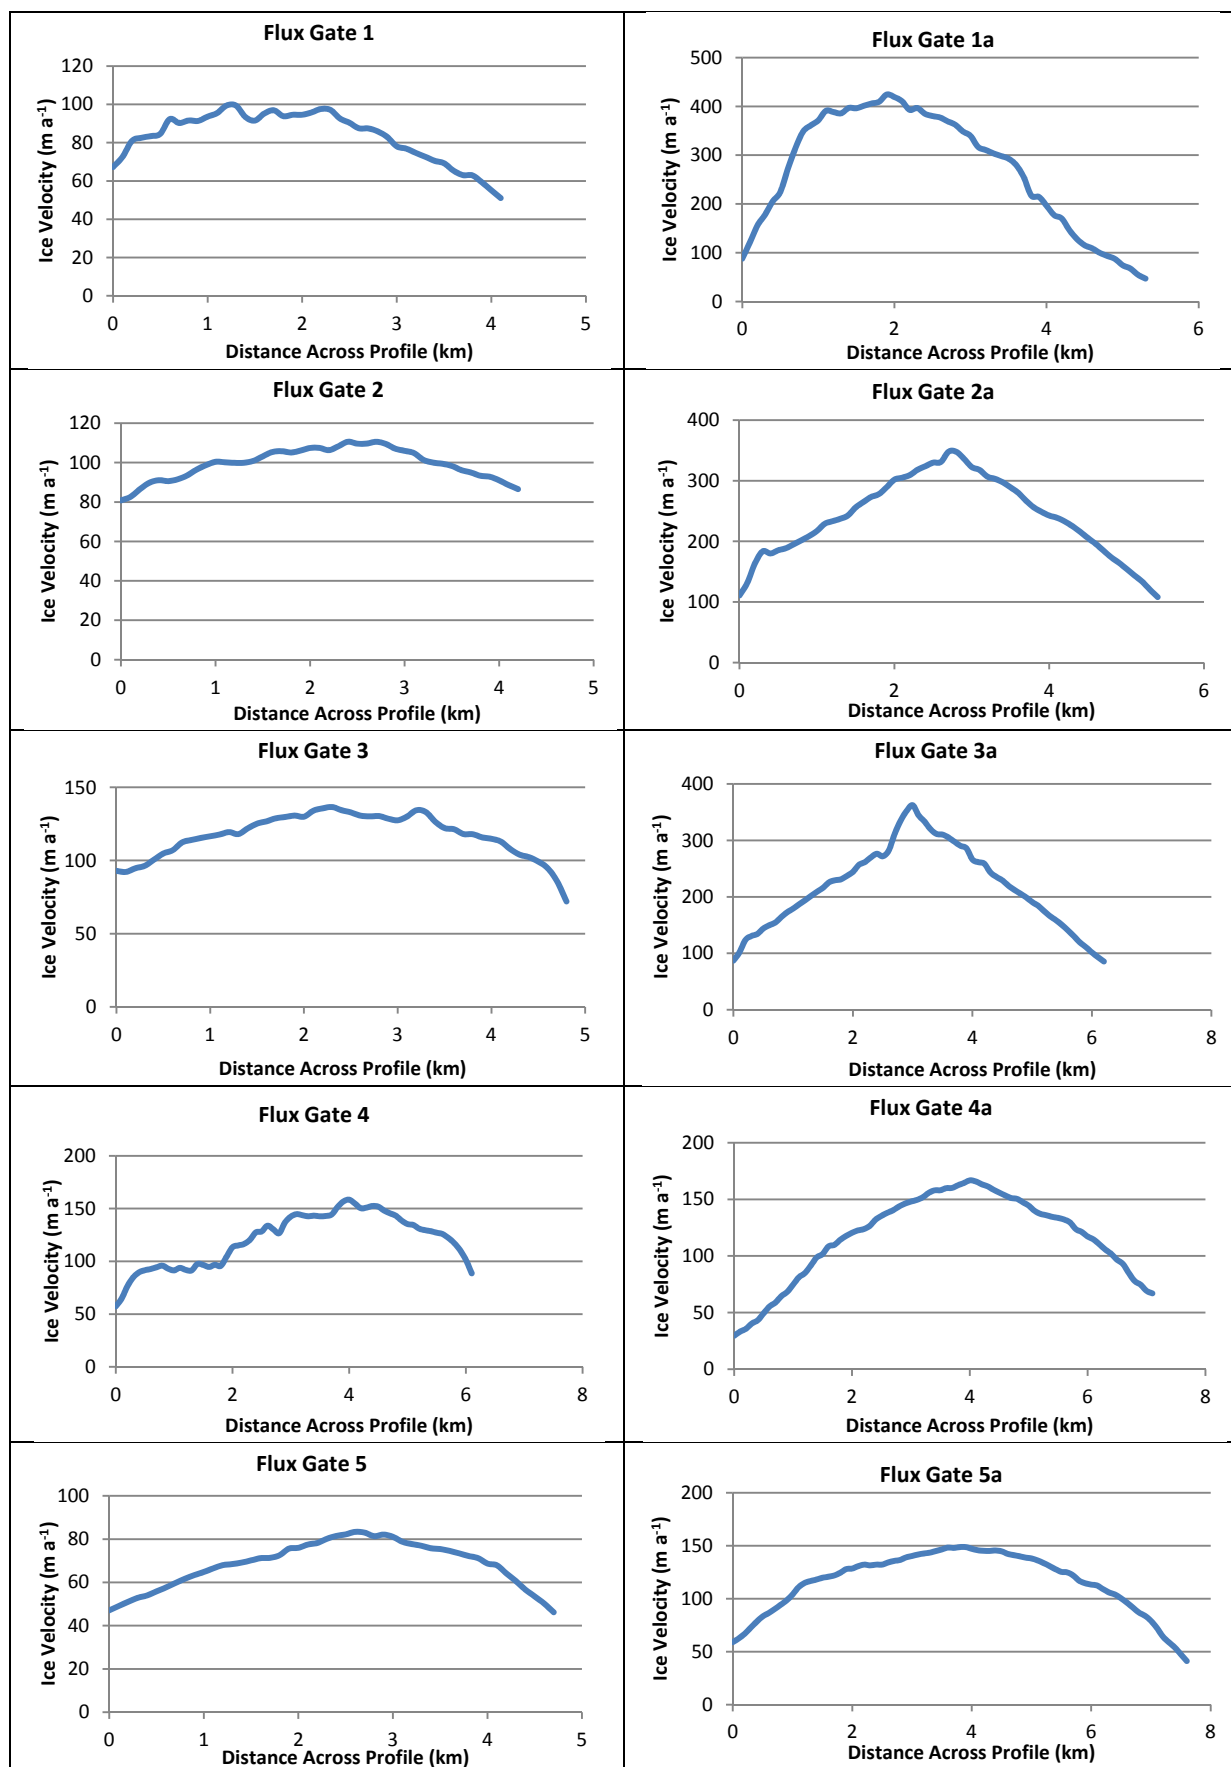 Flux Gate 1
Ice Velocity (m a-1)
120
100
80
60
40
20
0
0 1 2 3 4 5
Distance Across Profile (km)
Flux Gate 1a
Ice Velocity (m a-1)
500
400
300
200
100
0
0 2 4 6
Distance Across Profile (km)
Flux Gate 2
Ice Velocity (m a-1)
120
100
80
60
40
20
0
0 1 2 3 4 5
Distance Across Profile (km)
Flux Gate 2a
Ice Velocity (m a-1)
400
300
200
100
0
0 2 4 6
Distance Across Profile (km)
Flux Gate 3
Ice Velocity (m a-1)
150
100
50
0
0 1 2 3 4 5
Distance Across Profile (km)
Flux Gate 3a
Ice Velocity (m a-1)
400
300
200
100
0
0 2 4 6 8
Distance Across Profile (km)
Flux Gate 4
Ice Velocity (m a-1)
200
150
100
50
0
0 2 4 6 8
Distance Across Profile (km)
Flux Gate 4a
Ice Velocity (m a-1)
200
150
100
50
0
0 2 4 6 8
Distance Across Profile (km)
Flux Gate 5
Ice Velocity (m a-1)
100
80
60
40
20
0
0 1 2 3 4 5
Distance Across Profile (km)
Flux Gate 5a
Ice Velocity (m a-1)
200
150
100
50
0
0 2 4 6 8
Distance Across Profile (km)